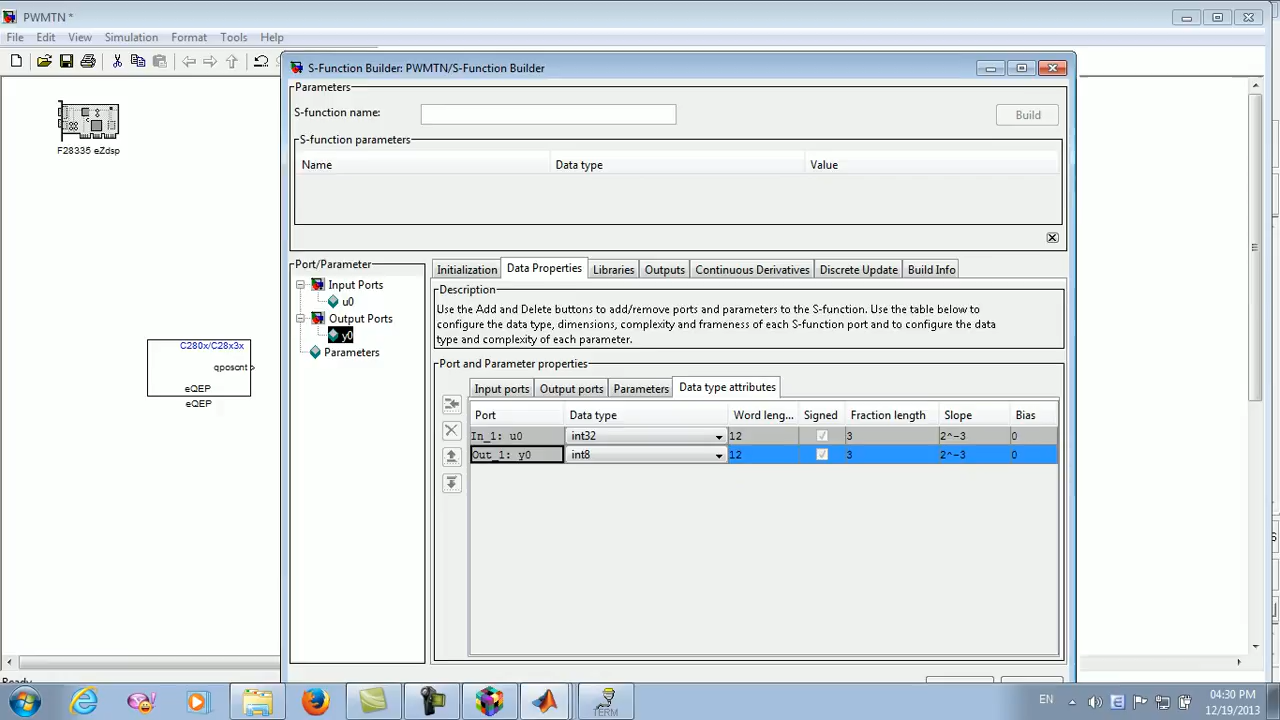 PWMTN *
File Edit View Simulation Format Tools Help
S-Function Builder: PWMTN/S-Function Builder
Parameters
S-function name:
Build
S-function parameters
Name Data type Value
F28335 eZdsp
Port/Parameter
Input Ports
u0
Output Ports
y0
Parameters
Initialization Data Properties Libraries Outputs Continuous Derivatives Discrete Update Build Info
Description
Use the Add and Delete buttons to add/remove ports and parameters to the S-function. Use the table below to
configure the data type, dimensions, complexity and frameness of each S-function port and to configure the data
type and complexity of each parameter.
Port and Parameter properties
Input ports Output ports Parameters Data type attributes
Port Data type Word leng... Signed Fraction length Slope Bias
In_1: u0 int32 12 3 2^-3 0
Out_1: y0 int8 12 3 2^-3 0
C280x/C28x3x
qposcnt
eQEP
eQEP
Ready
TERM
EN
04:30 PM
12/19/2013